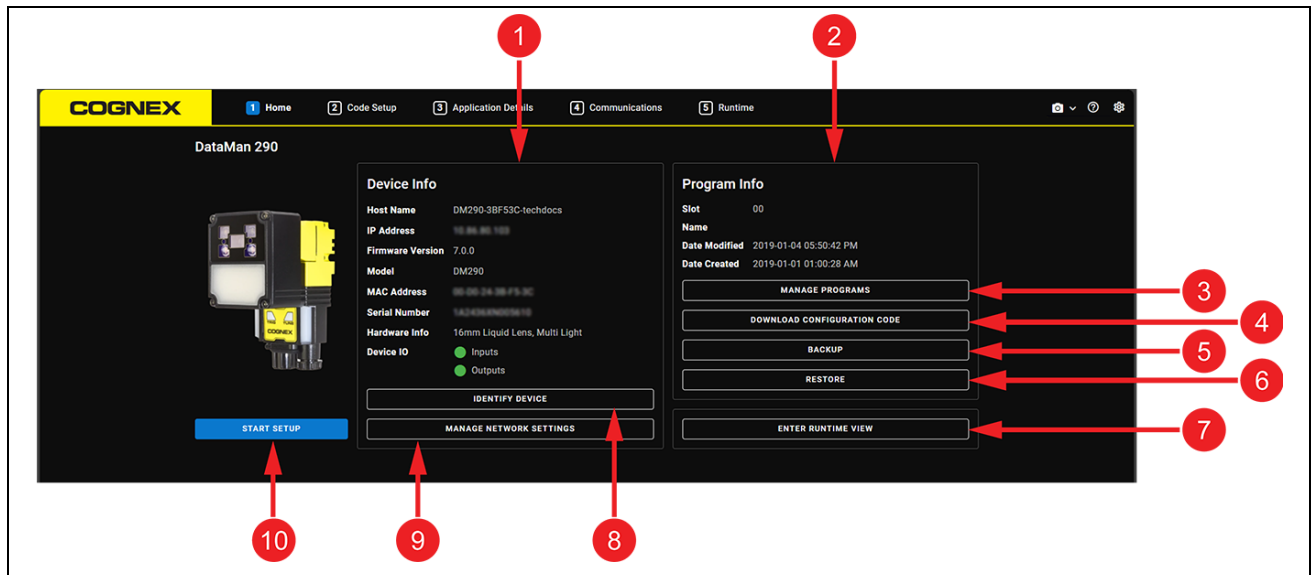 1
2
COGNEX
1 Home
2 Code Setup
3 Application Details
4 Communications
5 Runtime
DataMan 290
Device Info
Host Name DM290-3BF53C-techdocs
IP Address
Firmware Version 7.0.0
Model DM290
MAC Address
Serial Number
Hardware Info 16mm Liquid Lens, Multi Light
Device IO Inputs
Outputs
IDENTIFY DEVICE
MANAGE NETWORK SETTINGS
Program Info
Slot 00
Name
Date Modified 2019-01-04 05:50:42 PM
Date Created 2019-01-01 01:00:28 AM
MANAGE PROGRAMS
3
DOWNLOAD CONFIGURATION CODE
4
BACKUP
5
RESTORE
6
ENTER RUNTIME VIEW
7
COGNEX
START SETUP
10
9
8